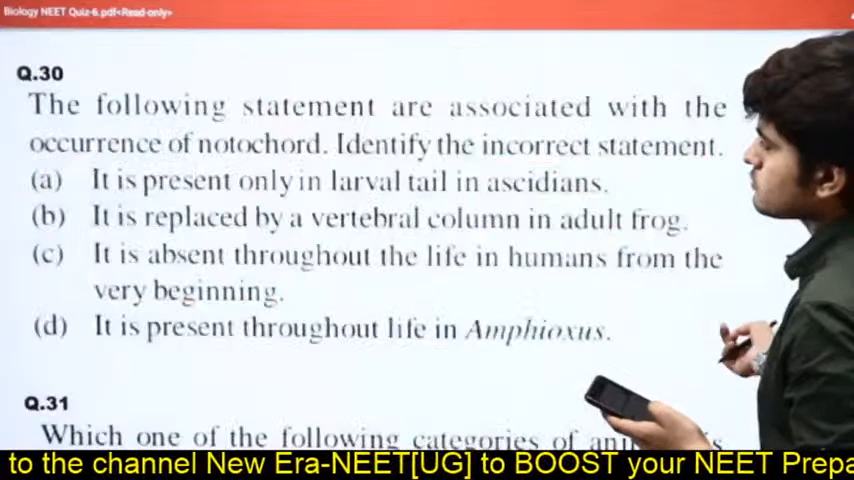 Biology NEET Quiz-6.pdf<Read-only>
Q.30
The following statement are associated with the
occurrence of notochord. Identify the incorrect statement.
(a) It is present only in larval tail in ascidians.
(b) It is replaced by a vertebral column in adult frog.
(c) It is absent throughout the life in humans from the
very beginning.
(d) It is present throughout life in Amphioxus.
Q.31
Which one of the following categories of
to the channel New Era-NEET[UG] to BOOST your NEET